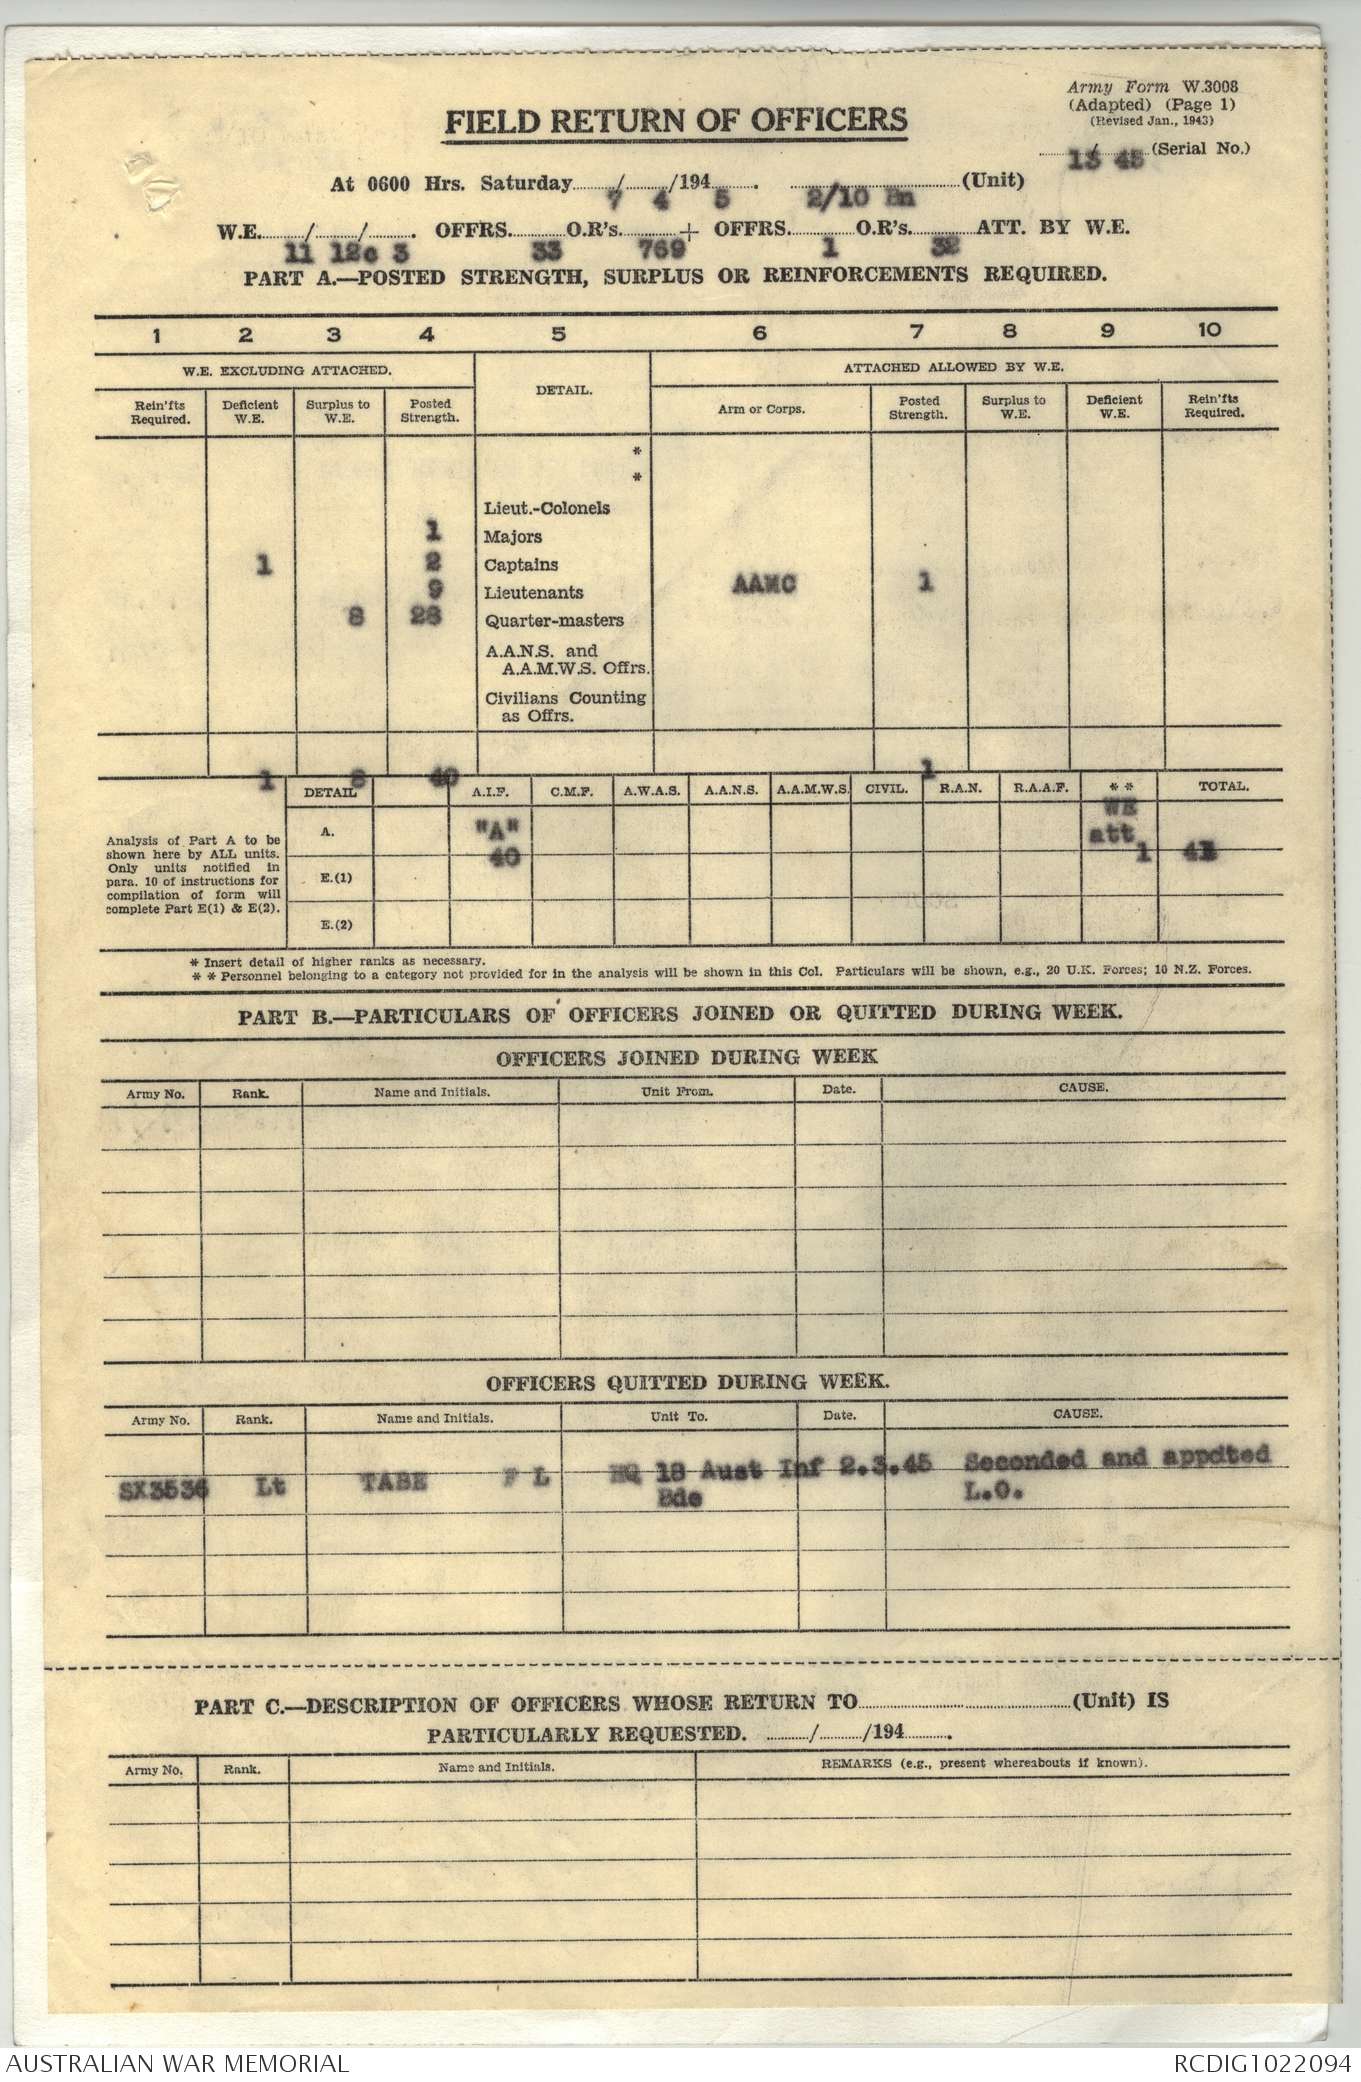 Army Form W.3008
(Adapted) (Page 1)
(Revised Jan., 1943)
FIELD RETURN OF OFFICERS
13 / 45 (Serial No.)
At 0600 Hrs. Saturday 7 / 4 /194 5 . 2/10 Bn (Unit)
W.E. 11 / 12c / 3 . OFFRS. 33 O.R's. 769 + OFFRS. 1 O.R's. 32 ATT. BY W.E.
PART A.—POSTED STRENGTH, SURPLUS OR REINFORCEMENTS REQUIRED.
1 2 3 4 5 6 7 8 9 10
W.E. EXCLUDING ATTACHED. DETAIL. ATTACHED ALLOWED BY W.E.
Rein'fts Required. Deficient W.E. Surplus to W.E. Posted Strength. Arm or Corps. Posted Strength. Surplus to W.E. Deficient W.E. Rein'fts Required.
*
*
Lieut.-Colonels
1 Majors
1 2 Captains
9 Lieutenants AAMC 1
8 28 Quarter-masters
A.A.N.S. and
A.A.M.W.S. Offrs.
Civilians Counting
as Offrs.
1 8 40 1
DETAIL A.I.F. C.M.F. A.W.A.S. A.A.N.S. A.A.M.W.S. CIVIL. R.A.N. R.A.A.F. * * TOTAL.
Analysis of Part A to be
shown here by ALL units.
Only units notified in
para. 10 of instructions for
compilation of form will
complete Part E(1) & E(2).
A. "A" WE
att
40 1 41
E.(1)
E.(2)
* Insert detail of higher ranks as necessary.
* * Personnel belonging to a category not provided for in the analysis will be shown in this Col. Particulars will be shown, e.g., 20 U.K. Forces; 10 N.Z. Forces.
PART B.—PARTICULARS OF OFFICERS JOINED OR QUITTED DURING WEEK.
OFFICERS JOINED DURING WEEK
Army No. Rank. Name and Initials. Unit From. Date. CAUSE.
OFFICERS QUITTED DURING WEEK.
Army No. Rank. Name and Initials. Unit To. Date. CAUSE.
SX3536 Lt TABE F L HQ 18 Aust Inf 2.3.45 Seconded and appdted
Bde L.O.
PART C.—DESCRIPTION OF OFFICERS WHOSE RETURN TO (Unit) IS
PARTICULARLY REQUESTED. / /194 .
Army No. Rank. Name and Initials. REMARKS (e.g., present whereabouts if known).
AUSTRALIAN WAR MEMORIAL RCDIG1022094